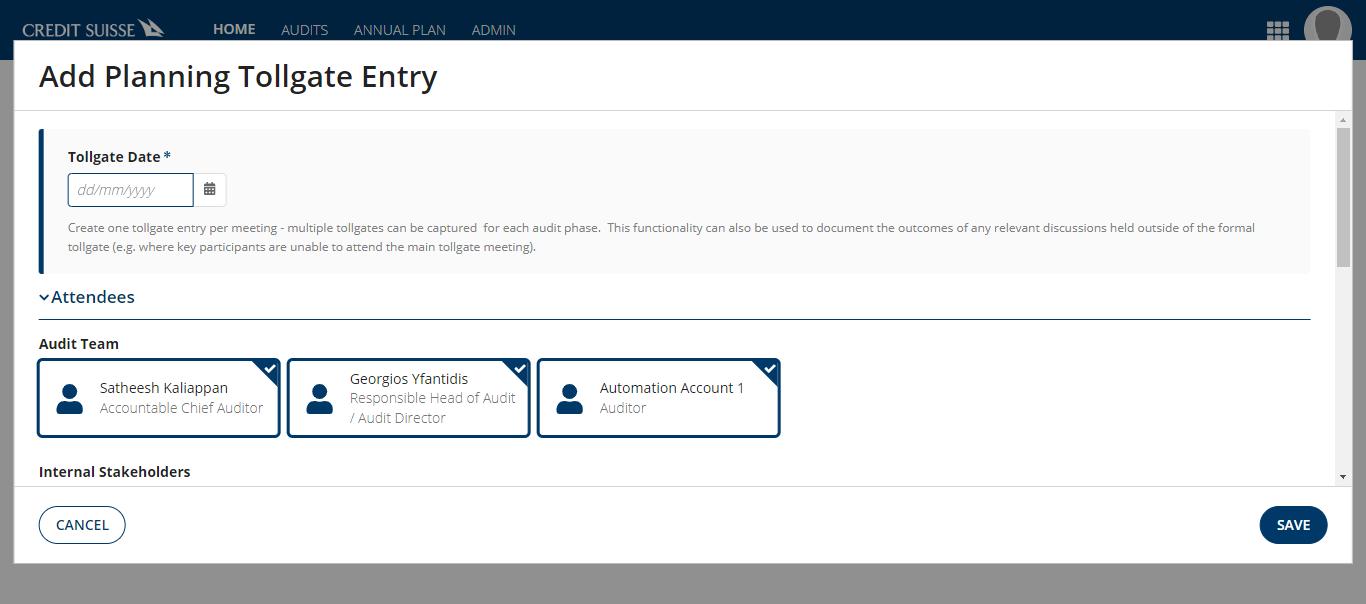 CREDIT SUISSE
HOME AUDITS ANNUAL PLAN ADMIN
Add Planning Tollgate Entry
Tollgate Date *
dd/mm/yyyy
Create one tollgate entry per meeting - multiple tollgates can be captured  for each audit phase.  This functionality can also be used to document the outcomes of any relevant discussions held outside of the formal
tollgate (e.g. where key participants are unable to attend the main tollgate meeting).
Attendees
Audit Team
Satheesh Kaliappan
Accountable Chief Auditor
Georgios Yfantidis
Responsible Head of Audit
/ Audit Director
Automation Account 1
Auditor
Internal Stakeholders
CANCEL
SAVE